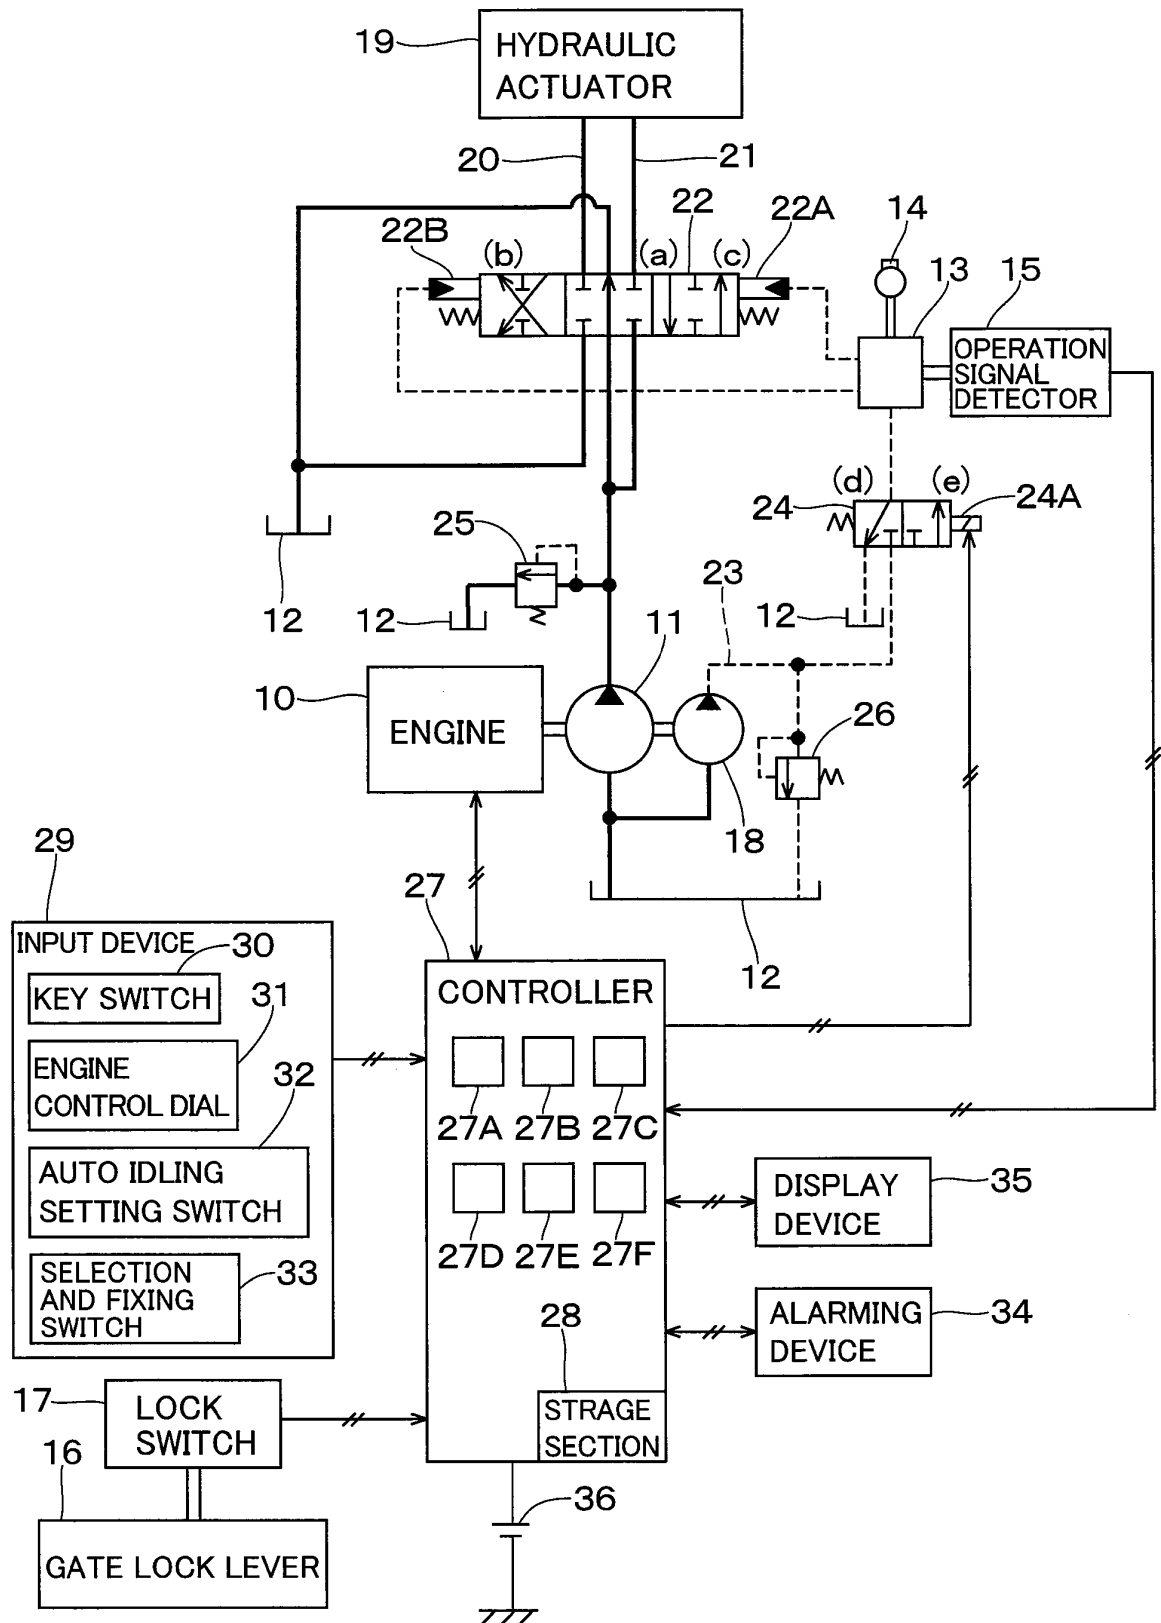 19
HYDRAULIC
ACTUATOR
20
21
22B
(b)
(a)
22
(c)
22A
14
13
15
OPERATION
SIGNAL
DETECTOR
(d)
(e)
24
24A
25
12
12
23
12
11
10
ENGINE
26
18
29
27
12
INPUT DEVICE
30
KEY SWITCH
31
ENGINE
CONTROL DIAL
32
AUTO IDLING
SETTING SWITCH
SELECTION
AND FIXING
SWITCH
33
CONTROLLER
27A 27B 27C
27D 27E 27F
28
STRAGE
SECTION
DISPLAY
DEVICE
35
ALARMING
DEVICE
34
17
LOCK
SWITCH
16
GATE LOCK LEVER
36